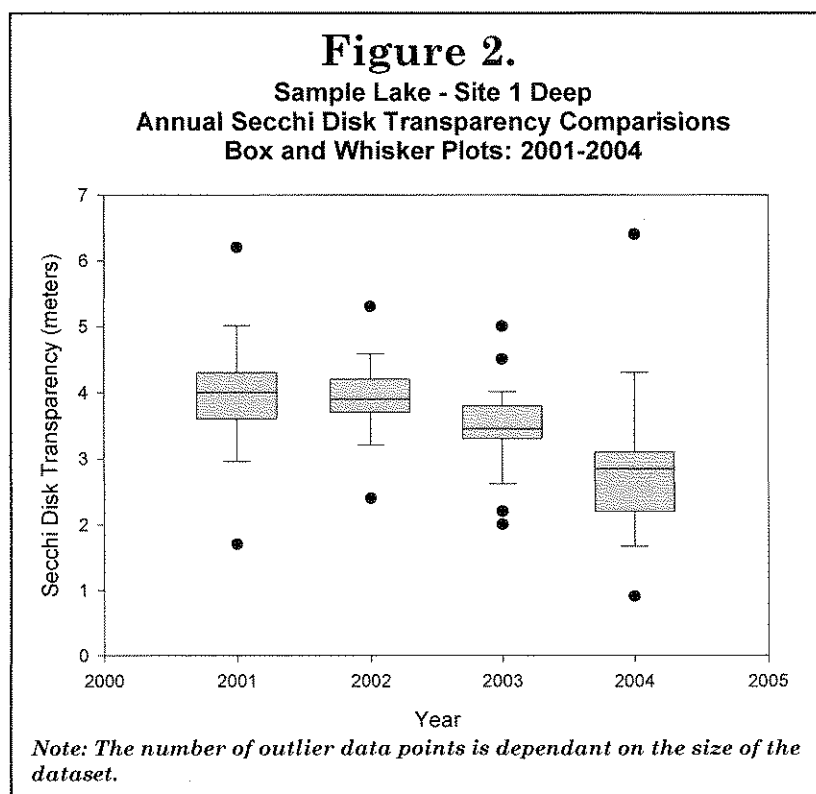 Figure 2.
Sample Lake - Site 1 Deep
Annual Secchi Disk Transparency Comparisions
Box and Whisker Plots: 2001-2004
7
6
5
4
3
2
1
0
Secchi Disk Transparency (meters)
2000 2001 2002 2003 2004 2005
Year
Note: The number of outlier data points is dependant on the size of the
dataset.